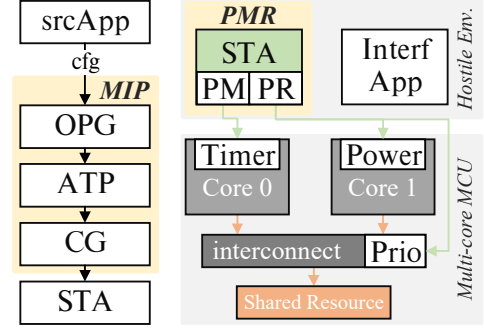 srcApp
cfg
MIP
OPG
ATP
CG
STA
PMR
STA
PM PR
Interf
App
Hostile Env.
Timer
Core 0
Power
Core 1
interconnect Prio
Shared Resource
Multi-core MCU